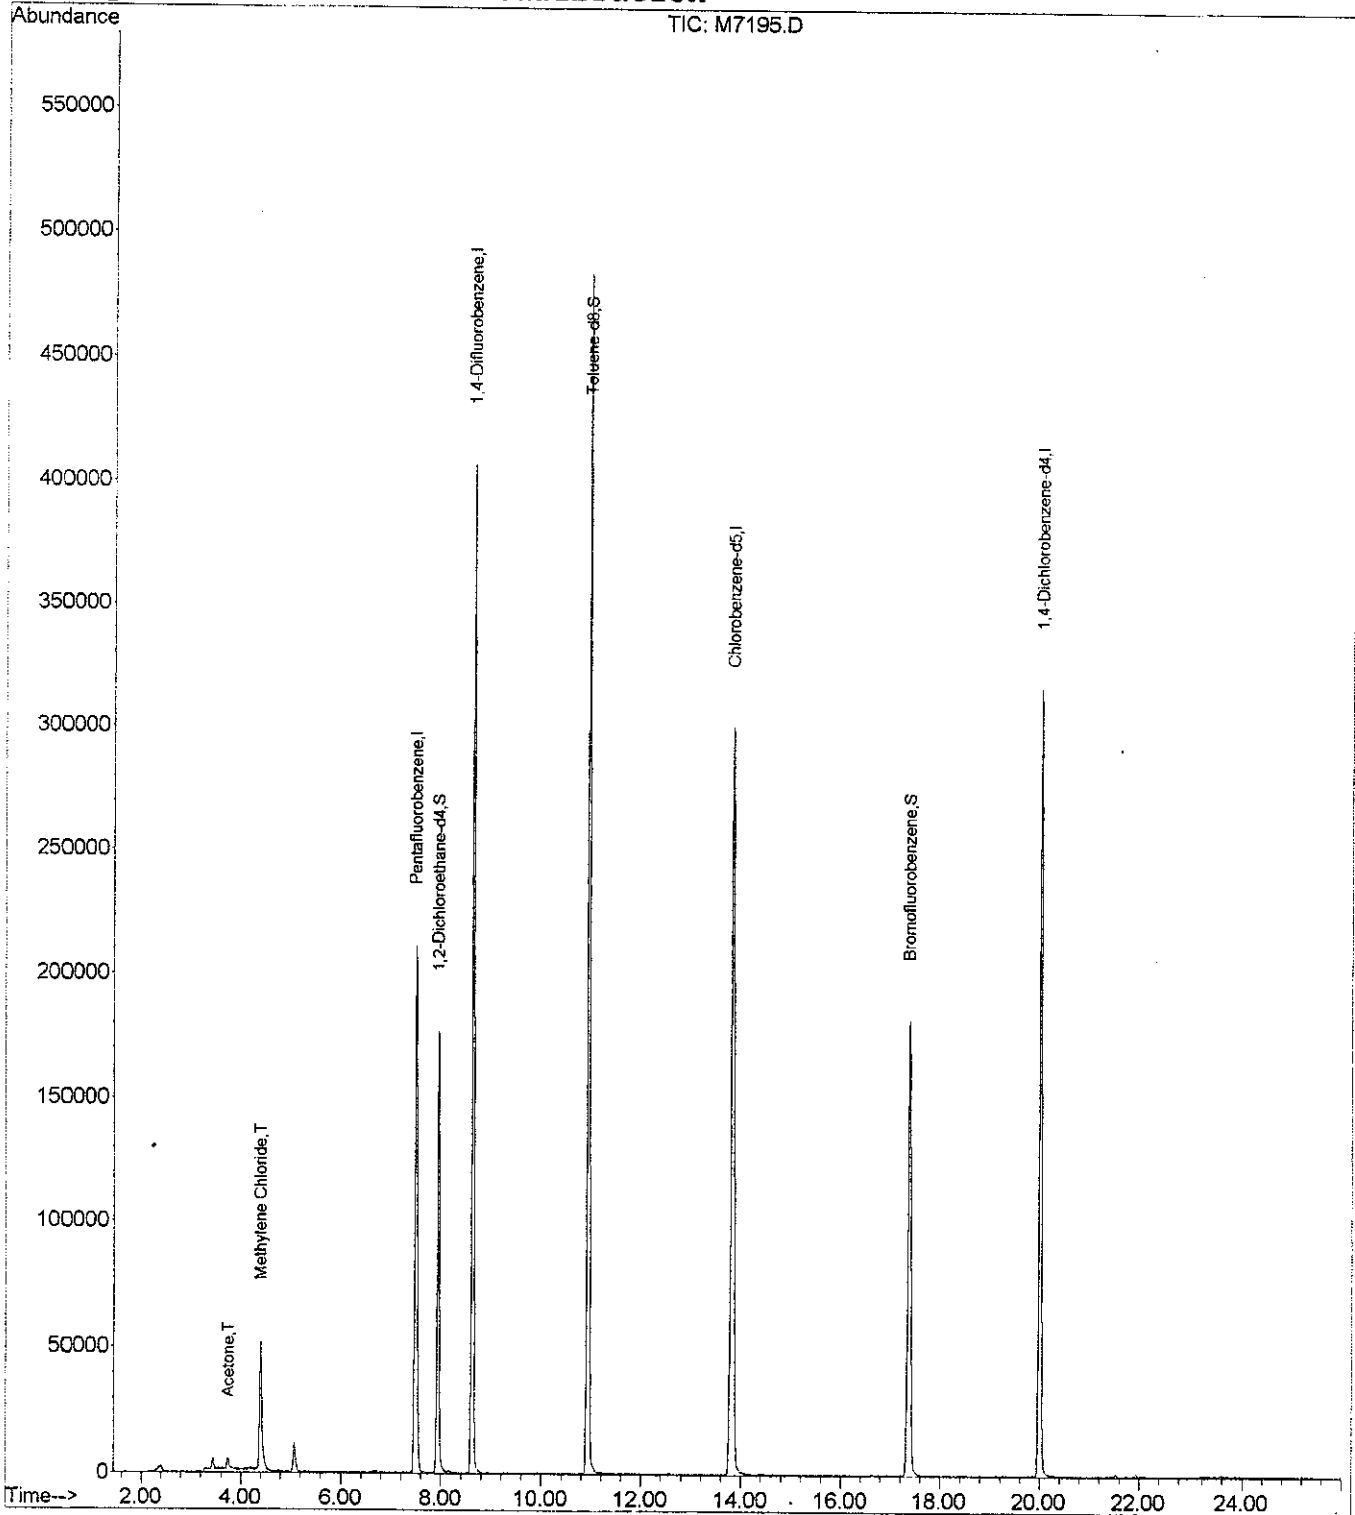 Abundance
TIC: M7195.D
550000
500000
450000
400000
350000
300000
250000
200000
150000
100000
50000
0
Acetone,T
Methylene Chloride,T
Pentafluorobenzene,I
1,2-Dichloroethane-d4,S
1,4-Difluorobenzene,I
Toluene-d8,S
Chlorobenzene-d5,I
Bromofluorobenzene,S
1,4-Dichlorobenzene-d4,I
Time--> 2.00 4.00 6.00 8.00 10.00 12.00 14.00 16.00 18.00 20.00 22.00 24.00